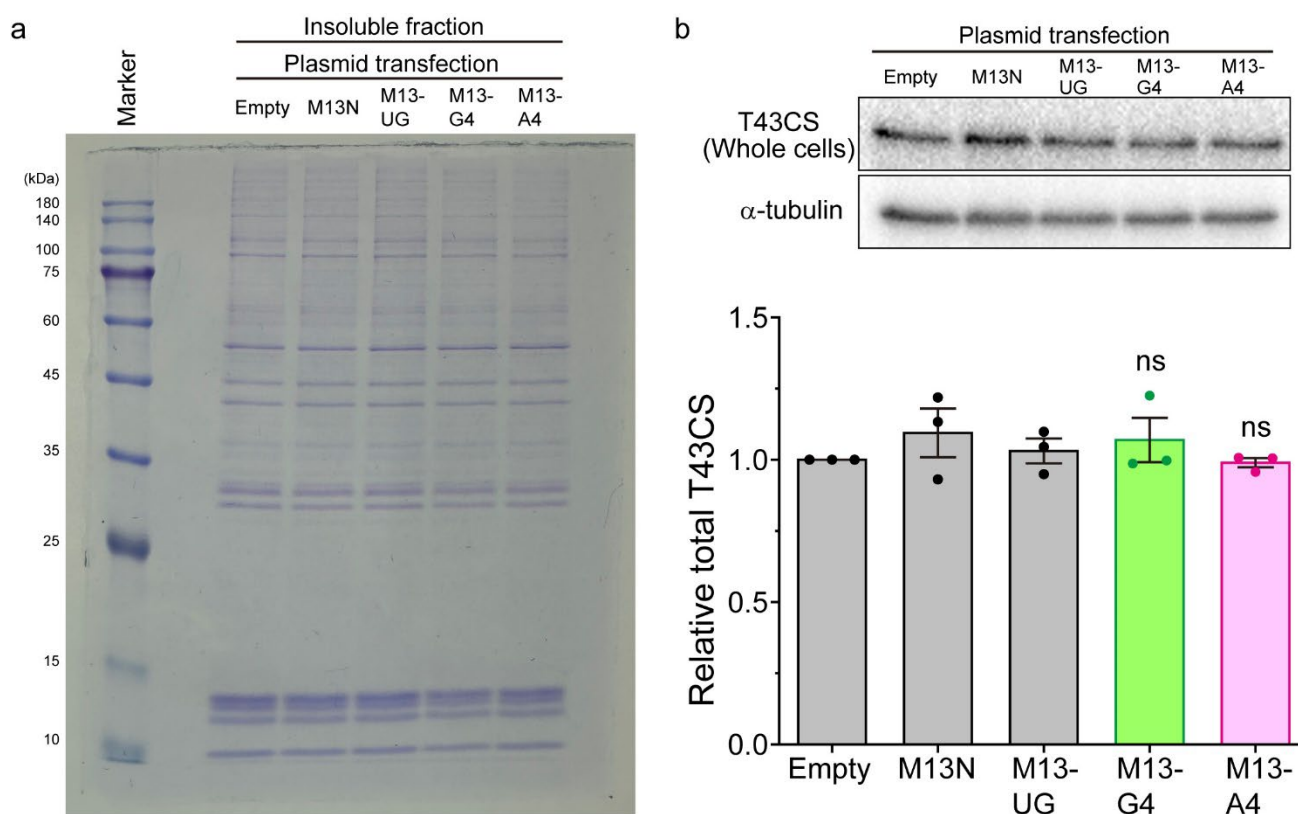 a
Insoluble fraction
Plasmid transfection
Marker
Empty
M13N
M13-
UG
M13-
G4
M13-
A4
(kDa)
180
140
100
75
60
45
35
25
15
10
b
Plasmid transfection
Empty
M13N
M13-
UG
M13-
G4
M13-
A4
T43CS
(Whole cells)
α-tubulin
Relative total T43CS
1.5
1.0
0.5
0.0
ns
ns
Empty
M13N
M13-
UG
M13-
G4
M13-
A4